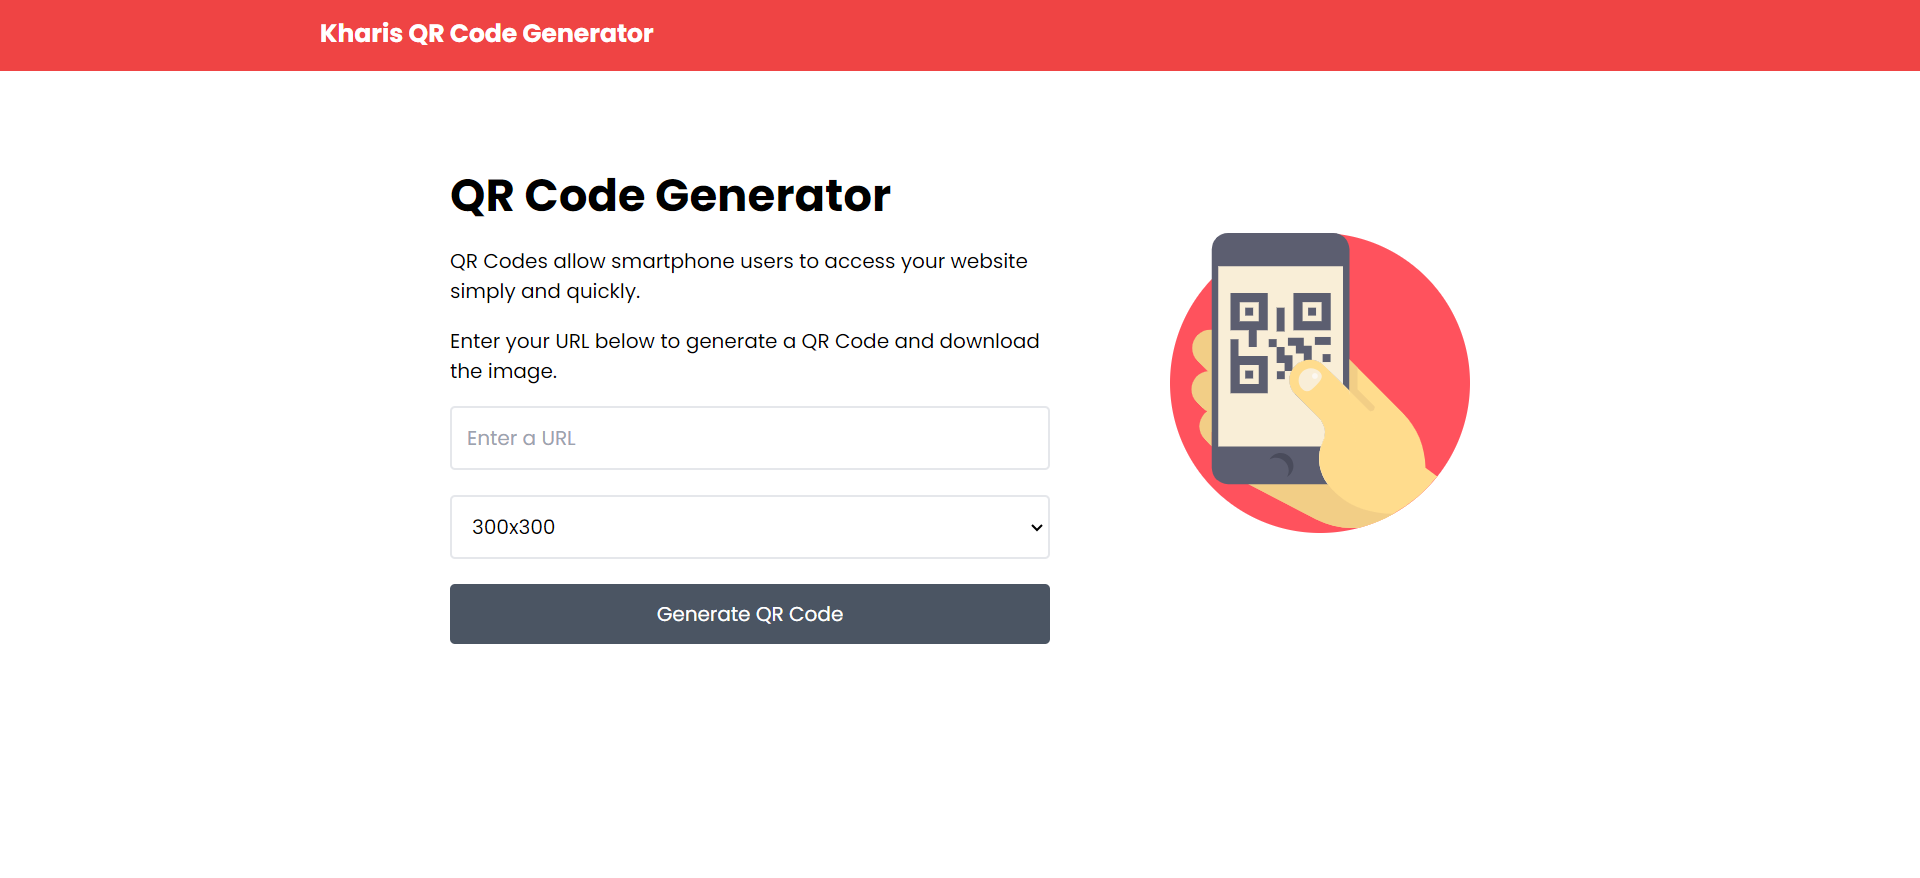 Kharis QR Code Generator
QR Code Generator
QR Codes allow smartphone users to access your website
simply and quickly.
Enter your URL below to generate a QR Code and download
the image.
Enter a URL
300x300
Generate QR Code